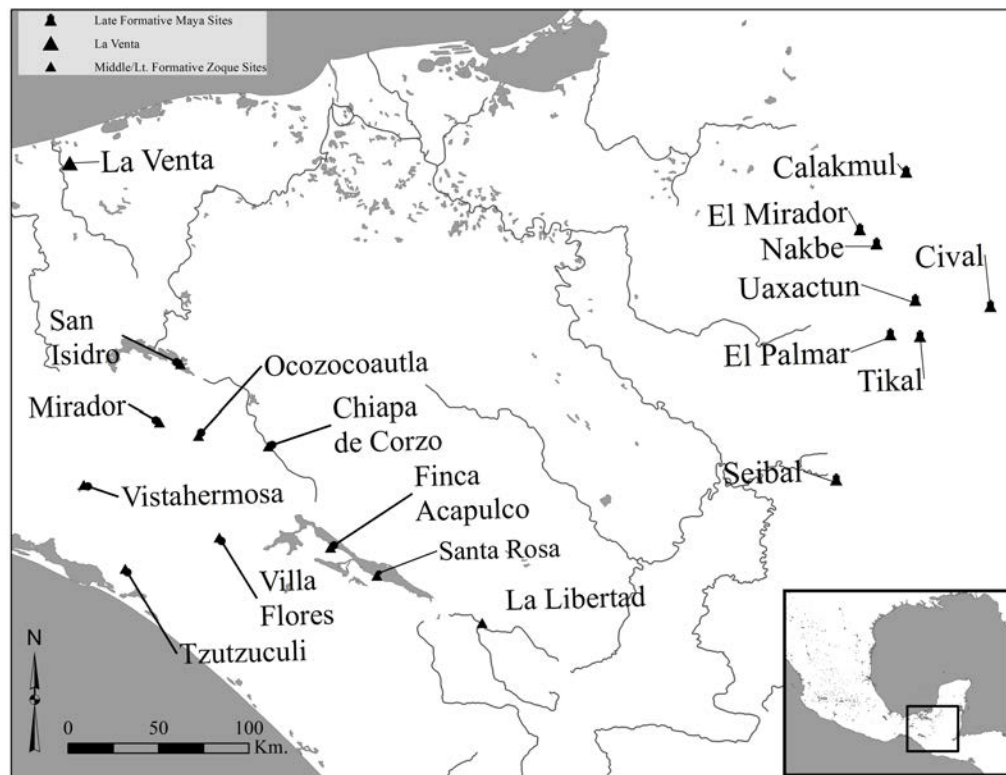 Late Formative Maya Sites
La Venta
Middle/Lt. Formative Zoque Sites
La Venta
Calakmul
El Mirador
Nakbe
Cival
Uaxactun
El Palmar
Tikal
San
Isidro
Ocozocoautla
Mirador
Chiapa
de Corzo
Seibal
Vistahermosa
Finca
Acapulco
Santa Rosa
Villa
Flores
La Libertad
Tzutzuculi
N
0 50 100
Km.